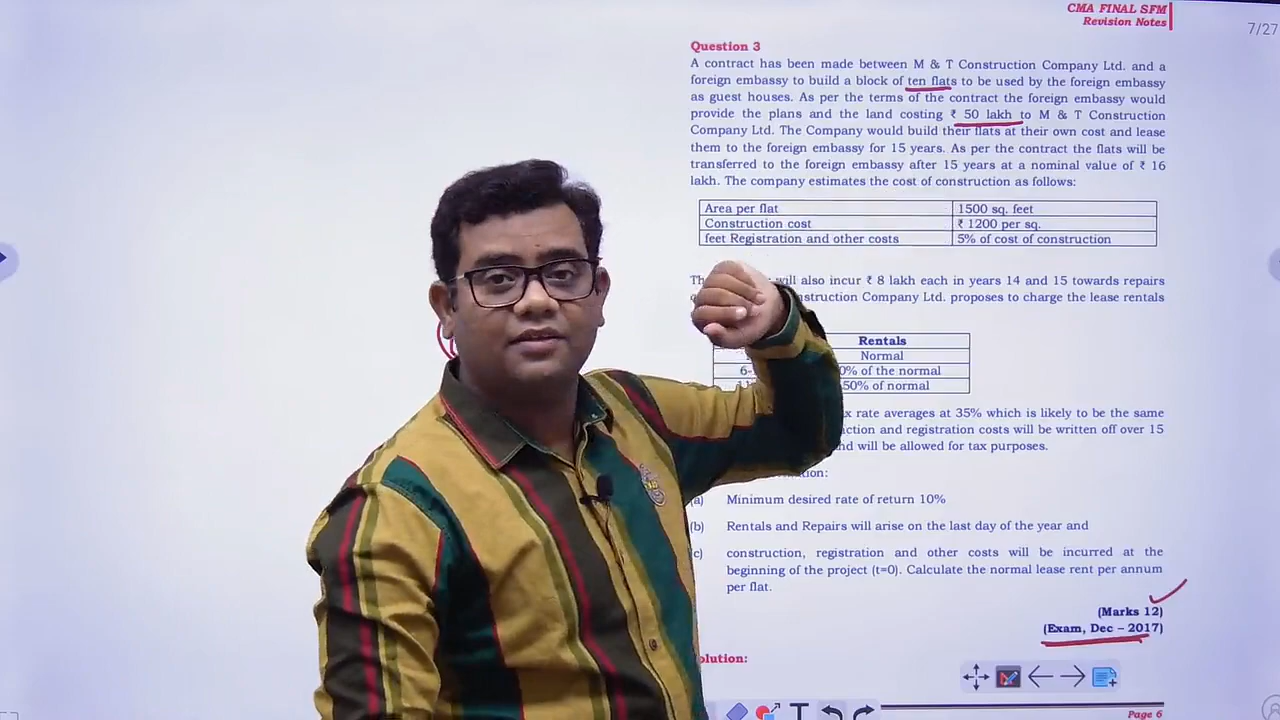 CMA FINAL SFM
Revision Notes
7/27
Question 3
A contract has been made between M & T Construction Company Ltd. and a
foreign embassy to build a block of ten flats to be used by the foreign embassy
as guest houses. As per the terms of the contract the foreign embassy would
provide the plans and the land costing ₹ 50 lakh to M & T Construction
Company Ltd. The Company would build their flats at their own cost and lease
them to the foreign embassy for 15 years. As per the contract the flats will be
transferred to the foreign embassy after 15 years at a nominal value of ₹ 16
lakh. The company estimates the cost of construction as follows:
Area per flat 1500 sq. feet
Construction cost ₹ 1200 per sq.
feet Registration and other costs 5% of cost of construction
will also incur ₹ 8 lakh each in years 14 and 15 towards repairs
Construction Company Ltd. proposes to charge the lease rentals
Rentals
Normal
6- 0% of the normal
50% of normal
rate averages at 35% which is likely to be the same
and registration costs will be written off over 15
and will be allowed for tax purposes.
(a) Minimum desired rate of return 10%
(b) Rentals and Repairs will arise on the last day of the year and
(c) construction, registration and other costs will be incurred at the
beginning of the project (t=0). Calculate the normal lease rent per annum
per flat.
(Marks 12)
(Exam, Dec – 2017)
olution:
T
Page 6